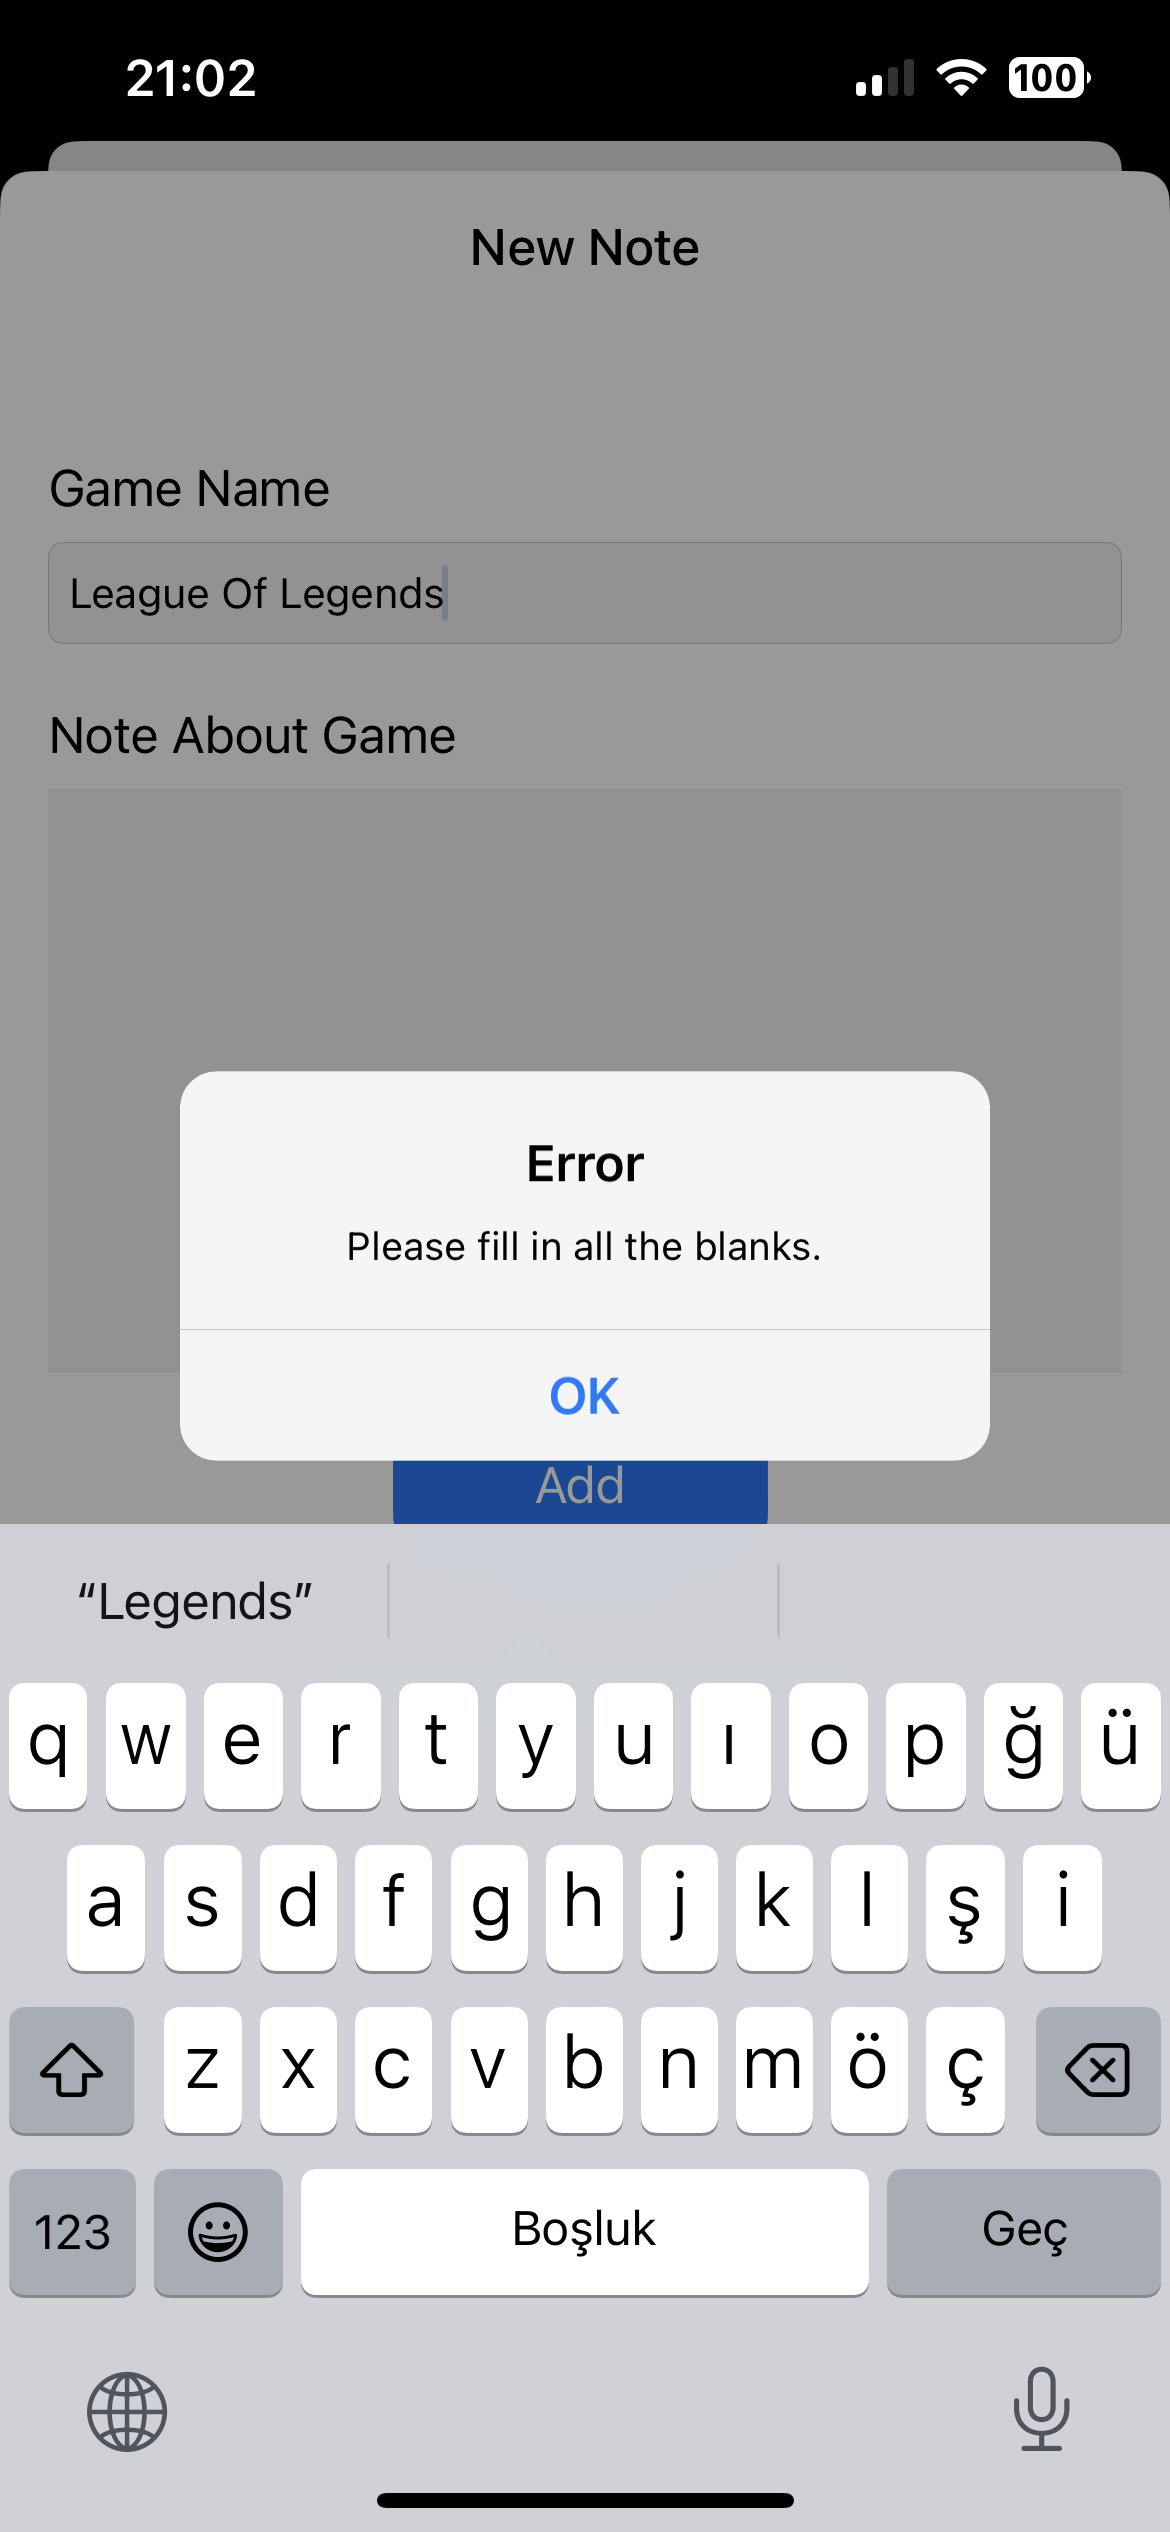 21:02
100
New Note
Game Name
League Of Legends
Note About Game
Error
Please fill in all the blanks.
OK
Add
“Legends”
q w e r t y u ı o p ğ ü
a s d f g h j k l ş i
z x c v b n m ö ç
123 Boşluk Geç